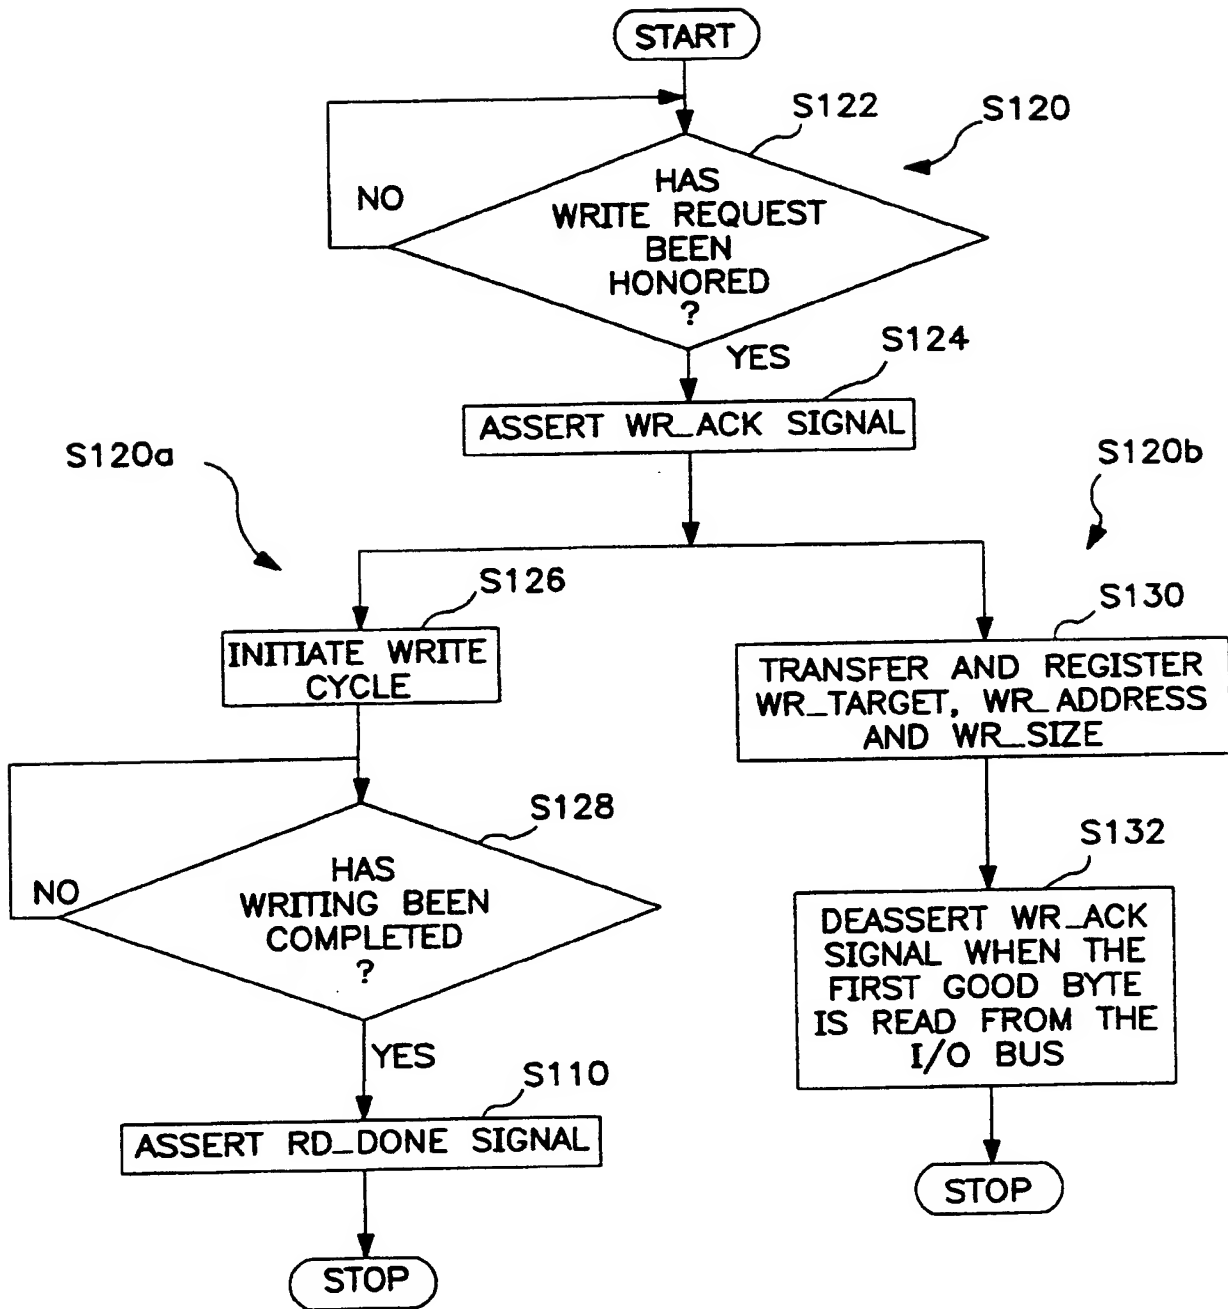 START
S122
S120
HAS
WRITE REQUEST
BEEN
HONORED
?
NO
YES
S124
ASSERT WR_ACK SIGNAL
S120a
S120b
S126
INITIATE WRITE
CYCLE
S130
TRANSFER AND REGISTER
WR_TARGET, WR_ADDRESS
AND WR_SIZE
S128
HAS
WRITING BEEN
COMPLETED
?
NO
YES
S132
DEASSERT WR_ACK
SIGNAL WHEN THE
FIRST GOOD BYTE
IS READ FROM THE
I/O BUS
S110
ASSERT RD_DONE SIGNAL
STOP
STOP